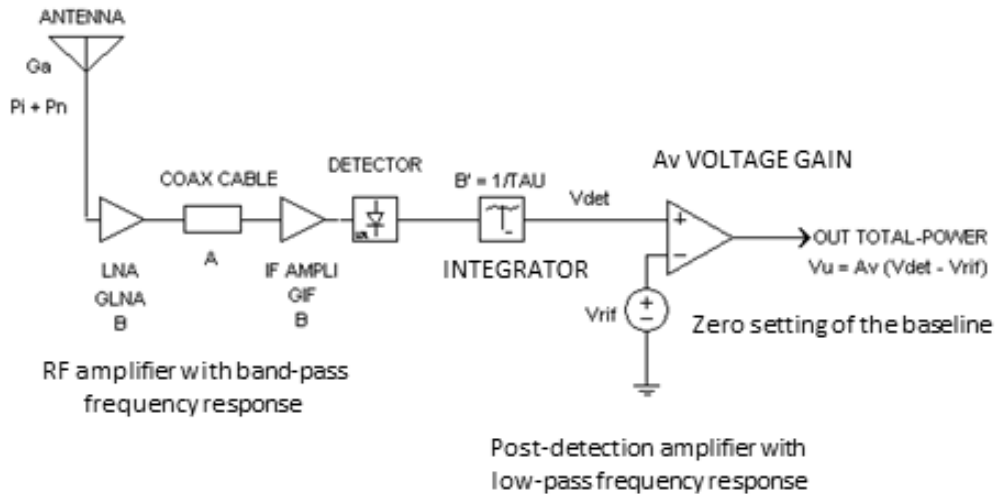 ANTENNA
Ga
Pi + Pn
COAX CABLE
DETECTOR
B' = 1/TAU
Vdet
Av VOLTAGE GAIN
+
−
OUT TOTAL-POWER
Vu = Av (Vdet - Vrif)
LNA
GLNA
B
A
IF AMPLI
GIF
B
INTEGRATOR
Vrif
+
−
Zero setting of the baseline
RF amplifier with band-pass
frequency response
Post-detection amplifier with
low-pass frequency response